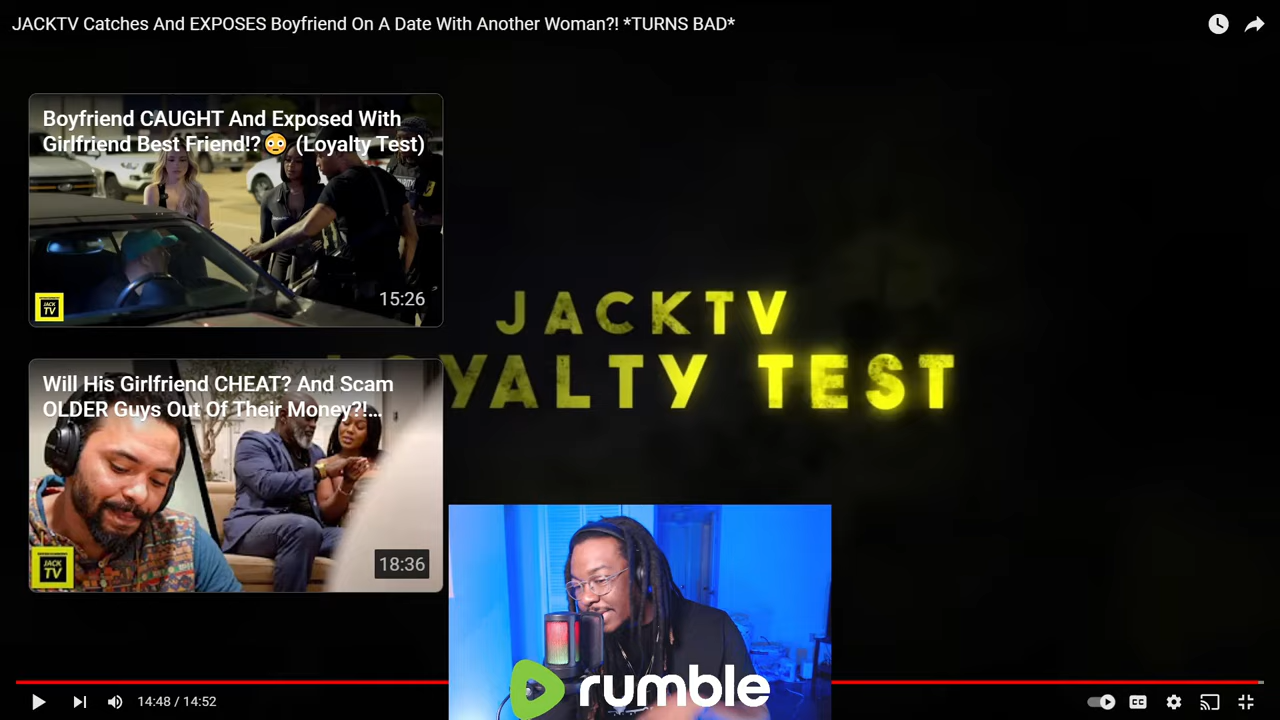 JACKTV Catches And EXPOSES Boyfriend On A Date With Another Woman?! *TURNS BAD*
Boyfriend CAUGHT And Exposed With
Girlfriend Best Friend!?😳 (Loyalty Test)
JACK
TV
15:26
JACKTV
LOYALTY TEST
Will His Girlfriend CHEAT? And Scam
OLDER Guys Out Of Their Money?!...
JACK
TV
18:36
rumble
14:48 / 14:52
CC